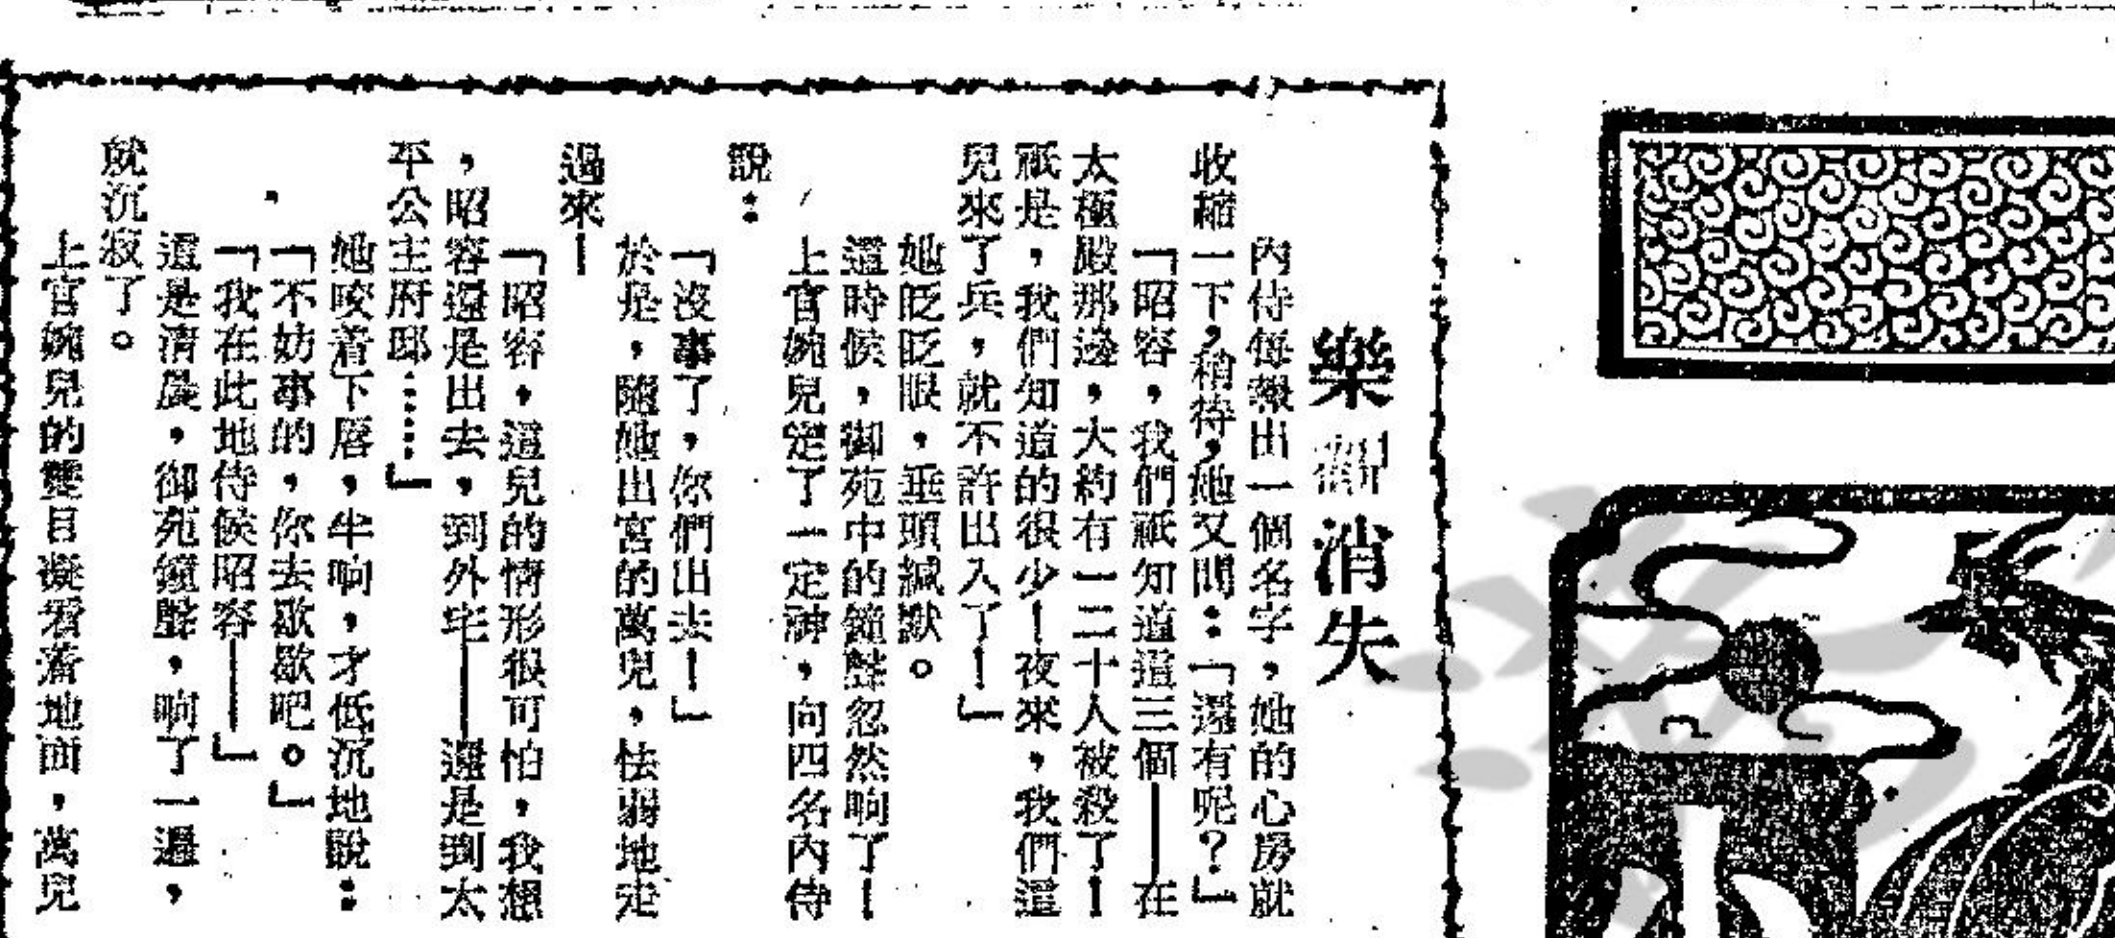 樂觀消失
內侍每報出一個名字，她的心房就
收縮一下，稍待，她又問：「還有呢？」
「昭容，我們祇知道這三個——在
太極殿那邊，大約有一二十人被殺了！
祇是，我們知道的很少！夜來，我們這
兒來了兵，就不許出入了！」
她眨眨眼，垂頭緘默。
這時候，御苑中的鐘聲忽然响了！
上官婉兒定了一定神，向四名內侍
說：
「沒事了，你們出去！」
於是，隨她出宮的萬兒，怯弱地走
過來！
「昭容，這兒的情形很可怕，我想
，昭容還是出去，到外宅——還是到太
平公主府邸……」
她咬着下唇，半响，才低沉地說：
「不妨事的，你去歇歇吧。」
「我在此地侍候昭容——」
這是清晨，御苑鐘聲，响了一遍，
就沉寂了。
上官婉兒的雙目凝看着地面，萬兒